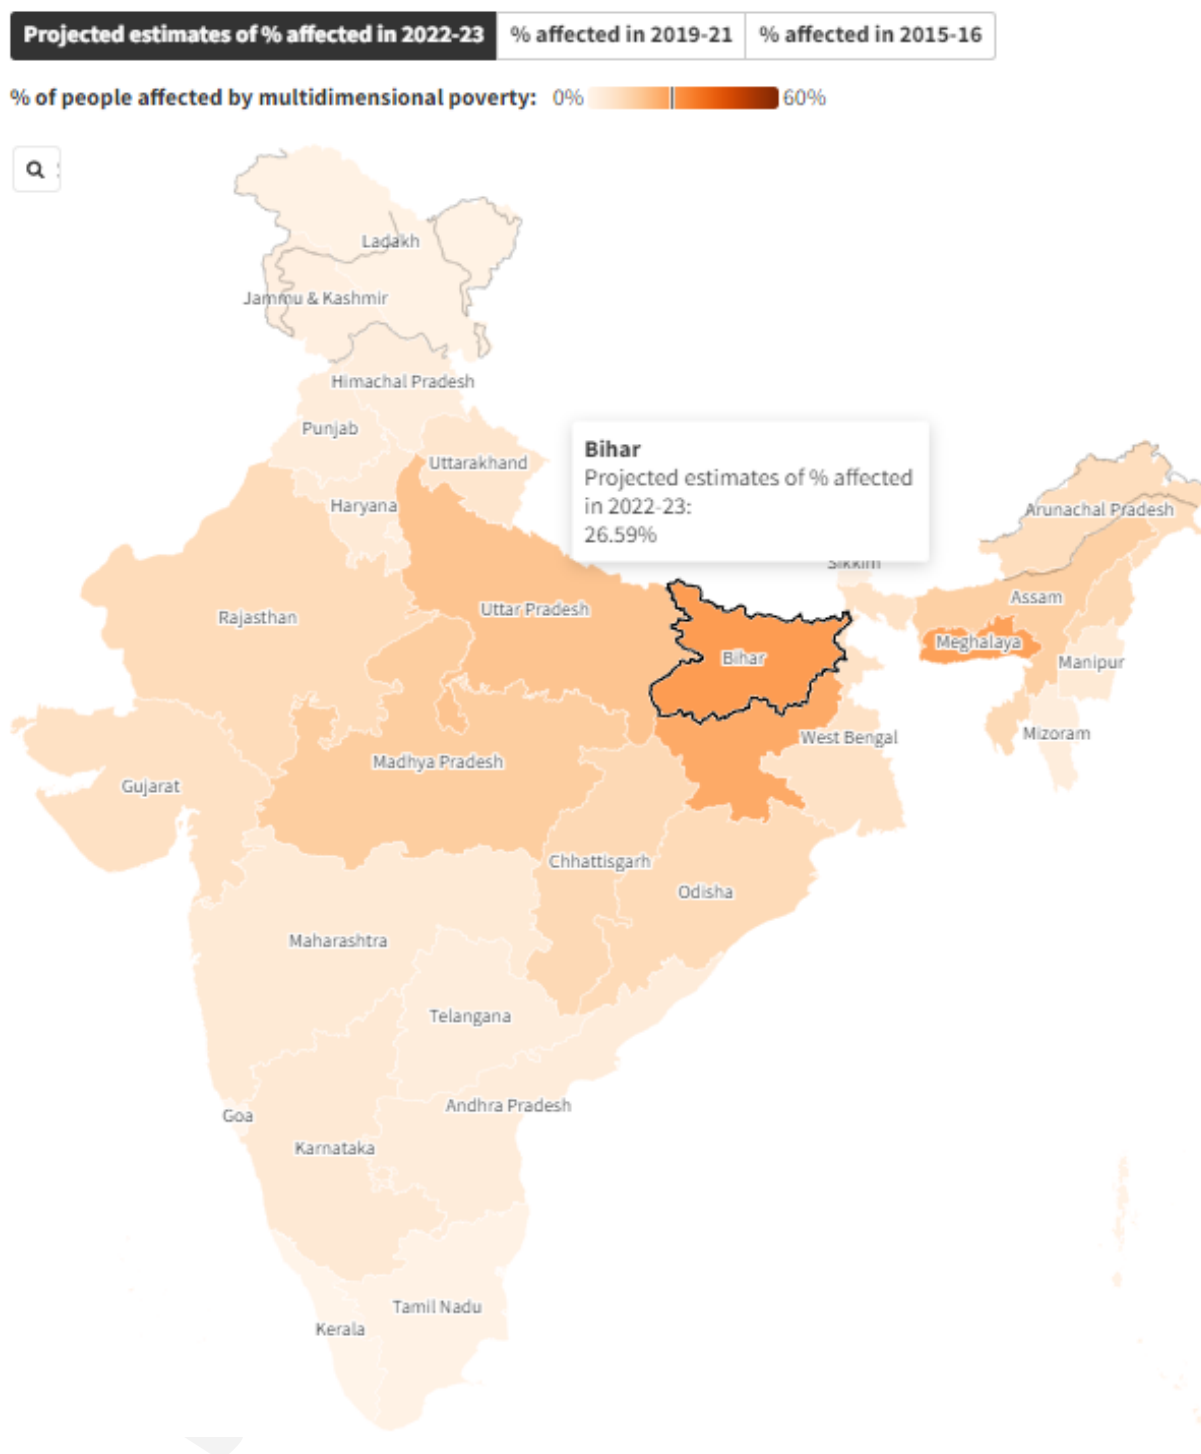 Projected estimates of % affected in 2022-23
% affected in 2019-21
% affected in 2015-16
% of people affected by multidimensional poverty: 0% 60%
Ladakh
Jammu & Kashmir
Himachal Pradesh
Punjab
Uttarakhand
Haryana
Bihar
Projected estimates of % affected
in 2022-23:
26.59%
Arunachal Pradesh
Sikkim
Assam
Uttar Pradesh
Rajasthan
Meghalaya
Bihar
Manipur
Mizoram
West Bengal
Madhya Pradesh
Gujarat
Chhattisgarh
Odisha
Maharashtra
Telangana
Andhra Pradesh
Goa
Karnataka
Tamil Nadu
Kerala